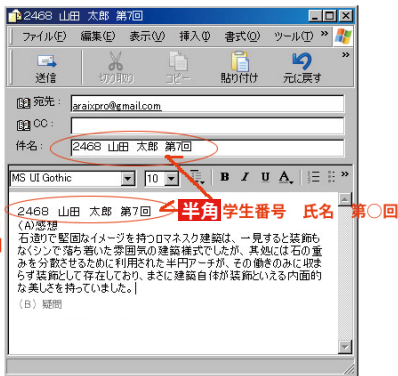 2468 山田 太郎 第7回
ファイル(F) 編集(E) 表示(V) 挿入(I) 書式(O) ツール(T) »
送信 切り取り コピー 貼り付け 元に戻す »
宛先: araixpro@gmail.com
CC:
件名: 2468 山田 太郎 第7回
MS UI Gothic 10 B I U A »
2468 山田 太郎 第7回 半角学生番号 氏名 第○回
(A)感想
石造りで堅固なイメージを持つロマネスク建築は、一見すると装飾も
なくシンで落ち着いた雰囲気の建築様式でしたが、其処には石の重
みを分散させるために利用された半円アーチが、その働きのみに収ま
らず装飾として存在しており、まさに建築自体が装飾といえる内面的
な美しさを持っていました。
(B) 疑問